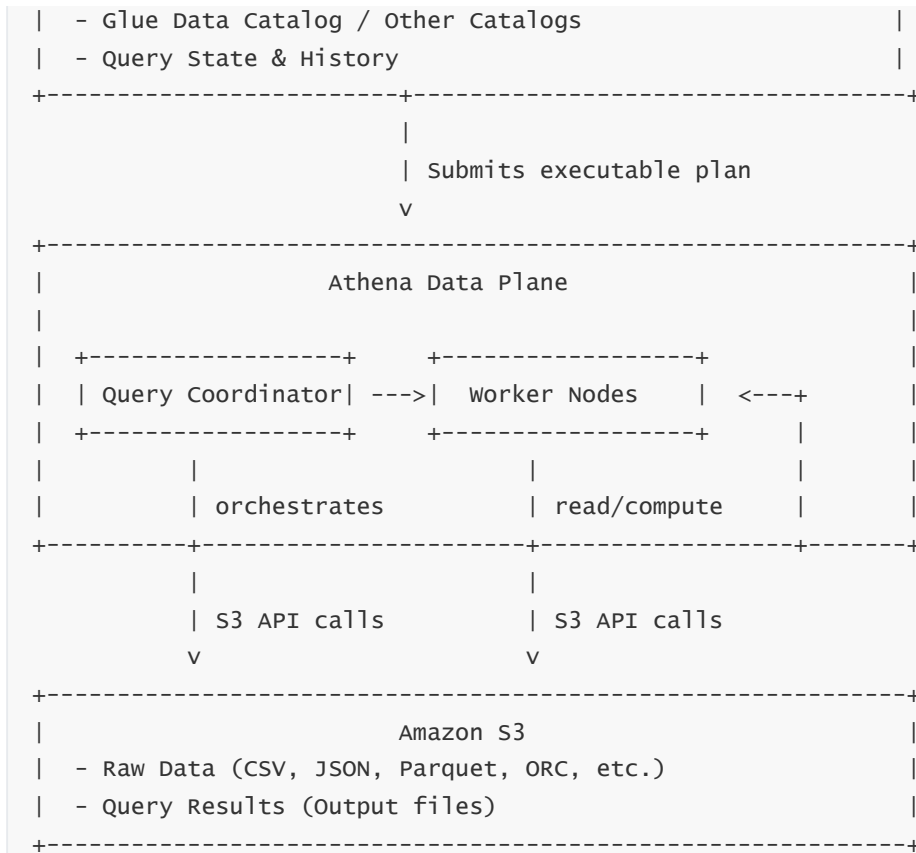 |  - Glue Data Catalog / Other Catalogs                      |
|  - Query State & History                                   |
+-------------------------+-----------------------------------+
                          |
                          | Submits executable plan
                          v
+-------------------------------------------------------------+
|                    Athena Data Plane                        |
|                                                             |
|  +------------------+     +------------------+              |
|  | Query Coordinator| --->|  Worker Nodes    |  <---+       |
|  +------------------+     +------------------+      |       |
|          |                       |                  |       |
|          | orchestrates          | read/compute     |       |
+----------+-----------------------+------------------+-------+
           |                       |
           | S3 API calls          | S3 API calls
           v                       v
+-------------------------------------------------------------+
|                         Amazon S3                           |
|  - Raw Data (CSV, JSON, Parquet, ORC, etc.)                 |
|  - Query Results (Output files)                             |
+-------------------------------------------------------------+